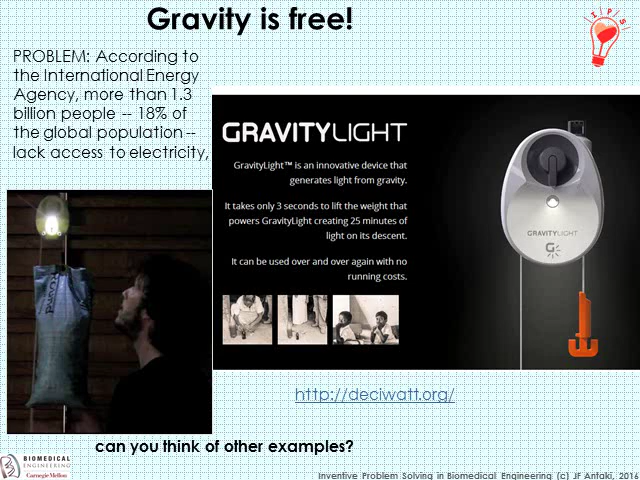 Gravity is free!
I P S
PROBLEM: According to
the International Energy
Agency, more than 1.3
billion people -- 18% of
the global population --
lack access to electricity,
GRAVITYLIGHT
GravityLight™ is an innovative device that
generates light from gravity.
It takes only 3 seconds to lift the weight that
powers GravityLight creating 25 minutes of
light on its descent.
It can be used over and over again with no
running costs.
GRAVITYLIGHT
G
http://deciwatt.org/
can you think of other examples?
BIOMEDICAL
ENGINEERING
Carnegie Mellon
Inventive Problem Solving in Biomedical Engineering (c) JF Antaki, 2016